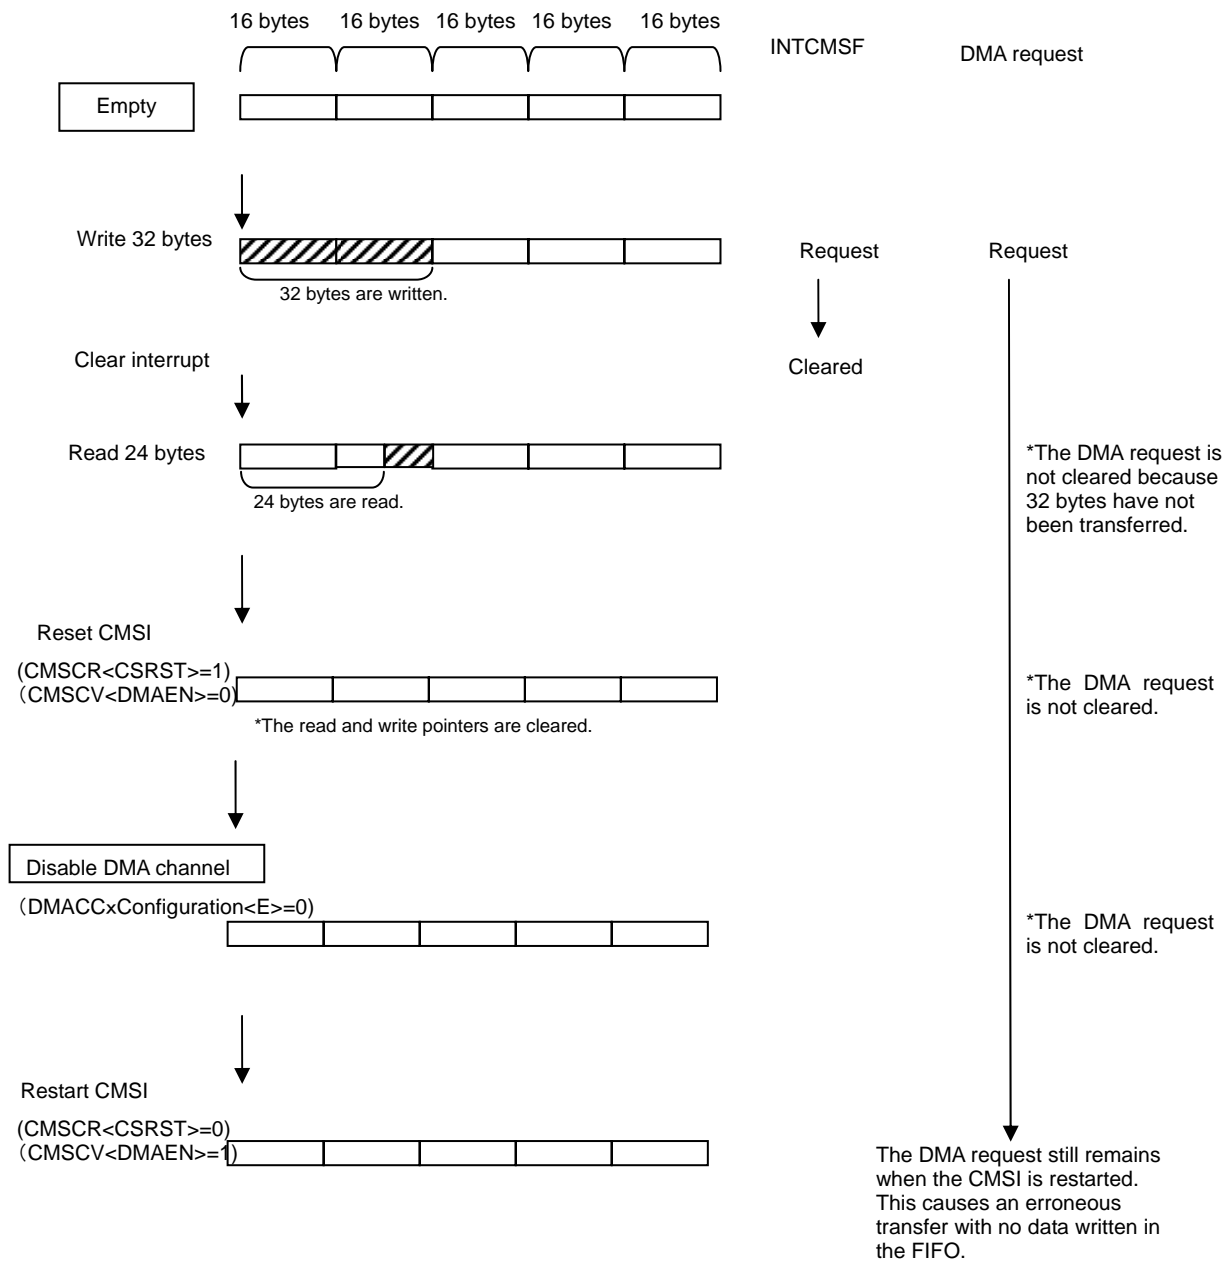 16 bytes 16 bytes 16 bytes 16 bytes 16 bytes
INTCMSF
DMA request
Empty
Write 32 bytes
Request
Request
32 bytes are written.
Clear interrupt
Cleared
Read 24 bytes
*The DMA request is
not cleared because
32 bytes have not
been transferred.
24 bytes are read.
Reset CMSI
(CMSCR<CSRST>=1)
（CMSCV<DMAEN>=0)
*The DMA request
is not cleared.
*The read and write pointers are cleared.
Disable DMA channel
（DMACCxConfiguration<E>=0)
*The DMA request
is not cleared.
Restart CMSI
(CMSCR<CSRST>=0)
（CMSCV<DMAEN>=1)
The DMA request still remains
when the CMSI is restarted.
This causes an erroneous
transfer with no data written in
the FIFO.